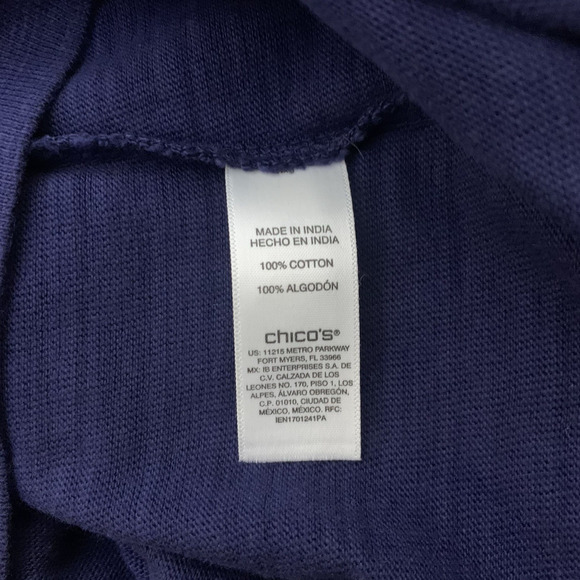 MADE IN INDIA
HECHO EN INDIA
100% COTTON
100% ALGODÓN
chico's®
US: 11215 METRO PARKWAY
FORT MYERS, FL 33966
MX: IB ENTERPRISES S.A. DE
C.V. CALZADA DE LOS
LEONES NO. 170, PISO 1, LOS
ALPES, ÁLVARO OBREGÓN,
C.P. 01010, CIUDAD DE
MÉXICO, MÉXICO. RFC:
IEN1701241PA